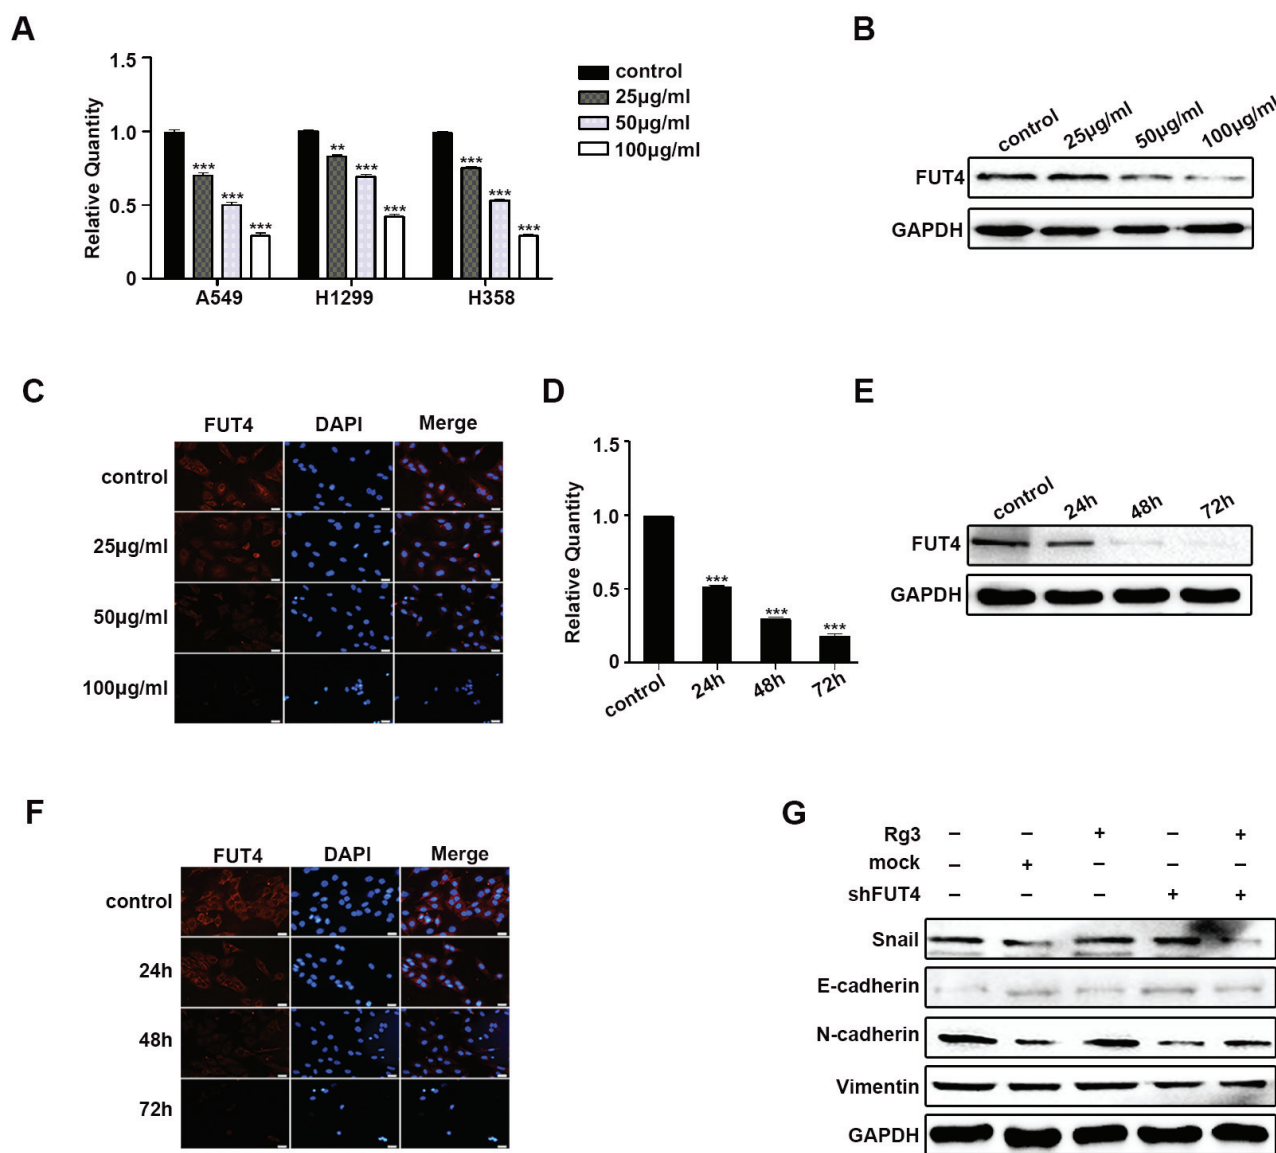 A
1.5
1.0
0.5
0
Relative Quantity
*** *** ***
** *** ***
*** *** ***
A549 H1299 H358
control
25µg/ml
50µg/ml
100µg/ml
B
control 25µg/ml 50µg/ml 100µg/ml
FUT4
GAPDH
C
FUT4 DAPI Merge
control
25µg/ml
50µg/ml
100µg/ml
D
1.5
1.0
0.5
0
Relative Quantity
*** *** ***
control 24h 48h 72h
E
control 24h 48h 72h
FUT4
GAPDH
F
FUT4 DAPI Merge
control
24h
48h
72h
G
Rg3 – – + – +
mock – + – – –
shFUT4 – – – + +
Snail
E-cadherin
N-cadherin
Vimentin
GAPDH